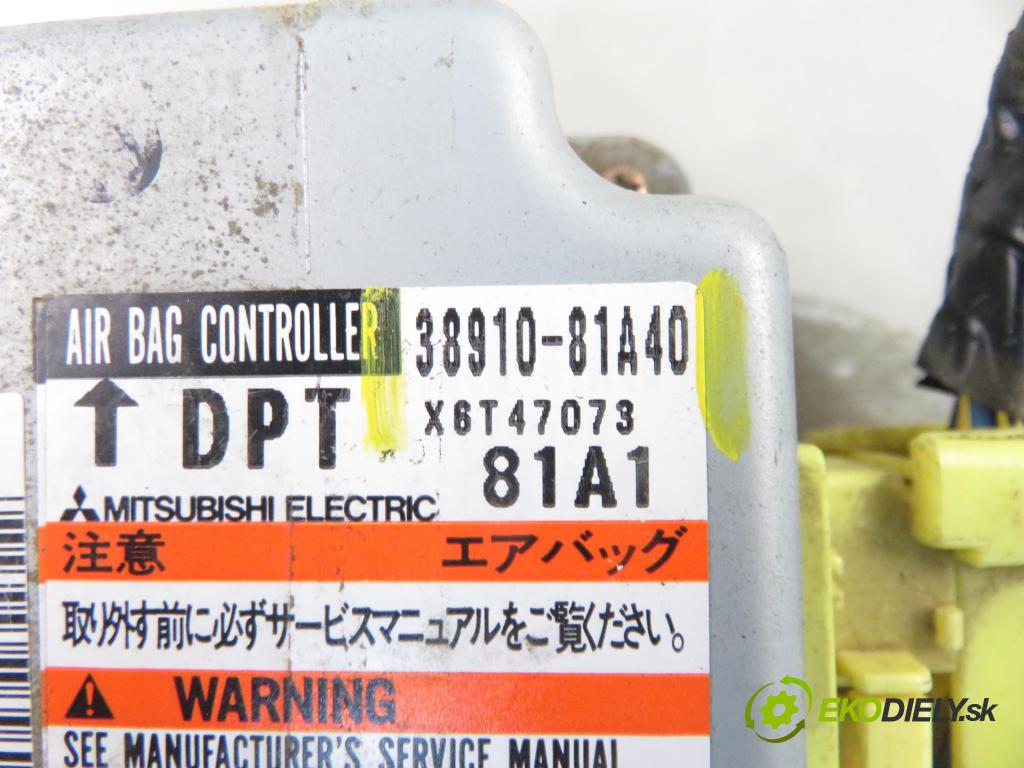 AIR BAG CONTROLLER 38910-81A40
DPT X6T47073
81A1
MITSUBISHI ELECTRIC
注意 エアバッグ
取り外す前に必ずサービスマニュアルをご覧ください。
WARNING
SEE MANUFACTURER'S SERVICE MANUAL
EKODIELY.sk